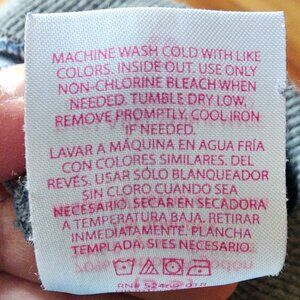 MACHINE WASH COLD WITH LIKE
COLORS. INSIDE OUT. USE ONLY
NON-CHLORINE BLEACH WHEN
NEEDED. TUMBLE DRY LOW.
REMOVE PROMPTLY. COOL IRON
IF NEEDED.
LAVAR A MÁQUINA EN AGUA FRÍA
CON COLORES SIMILARES. DEL
REVÉS. USAR SÓLO BLANQUEADOR
SIN CLORO CUANDO SEA
NECESARIO. SECAR EN SECADORA
A TEMPERATURA BAJA. RETIRAR
INMEDIATAMENTE. PLANCHA
TEMPLADA, SI ES NECESARIO.
RN#